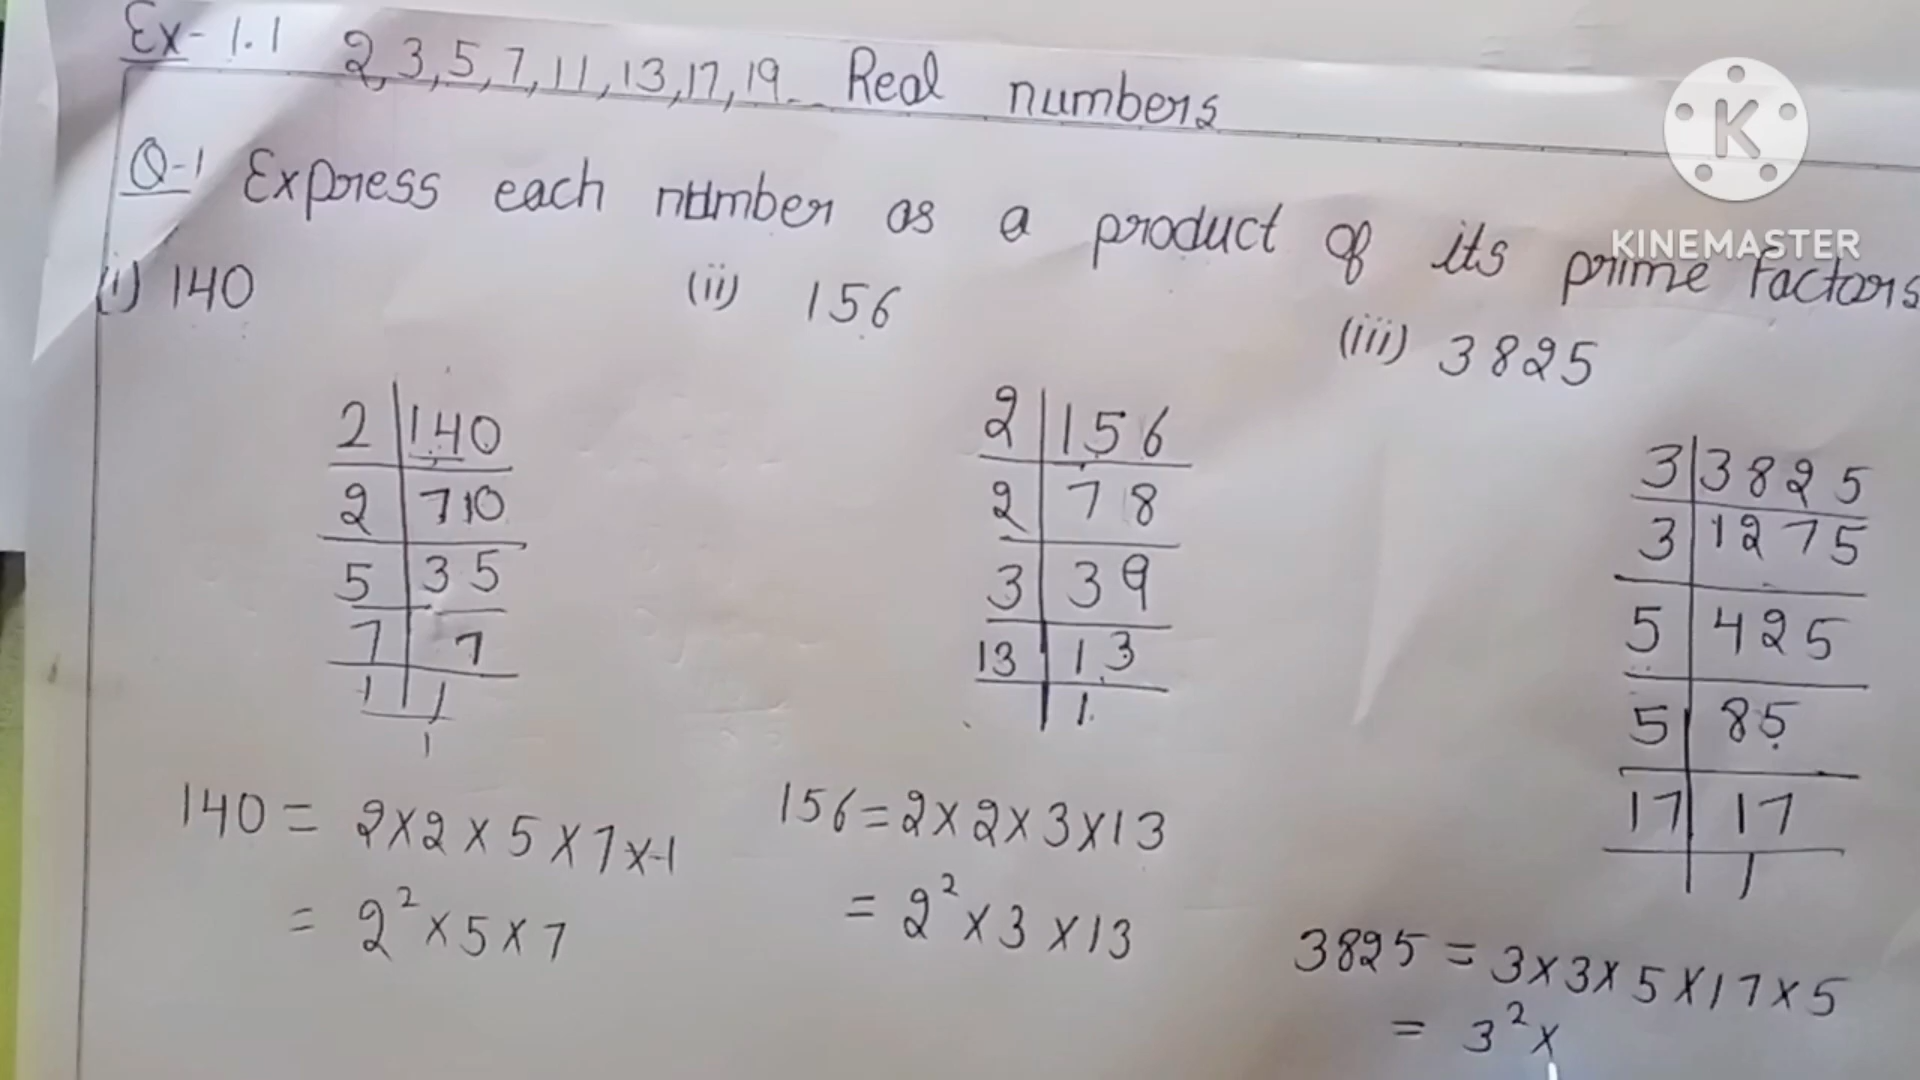 Ex-1.1 2,3,5,7,11,13,17,19.. Real numbers
K
KINEMASTER
Q-1 Express each number as a product of its prime factors
(i) 140 (ii) 156 (iii) 3825
2 | 140
2 | 710
5 | 35
7 | 7
1 | 1
1
140 = 2×2×5×7×1
= 2²×5×7
2 | 156
2 | 78
3 | 39
13 | 13
1
156 = 2×2×3×13
= 2²×3×13
3 | 3825
3 | 1275
5 | 425
5 | 85
17 | 17
1
3825 = 3×3×5×17×5
= 3²×